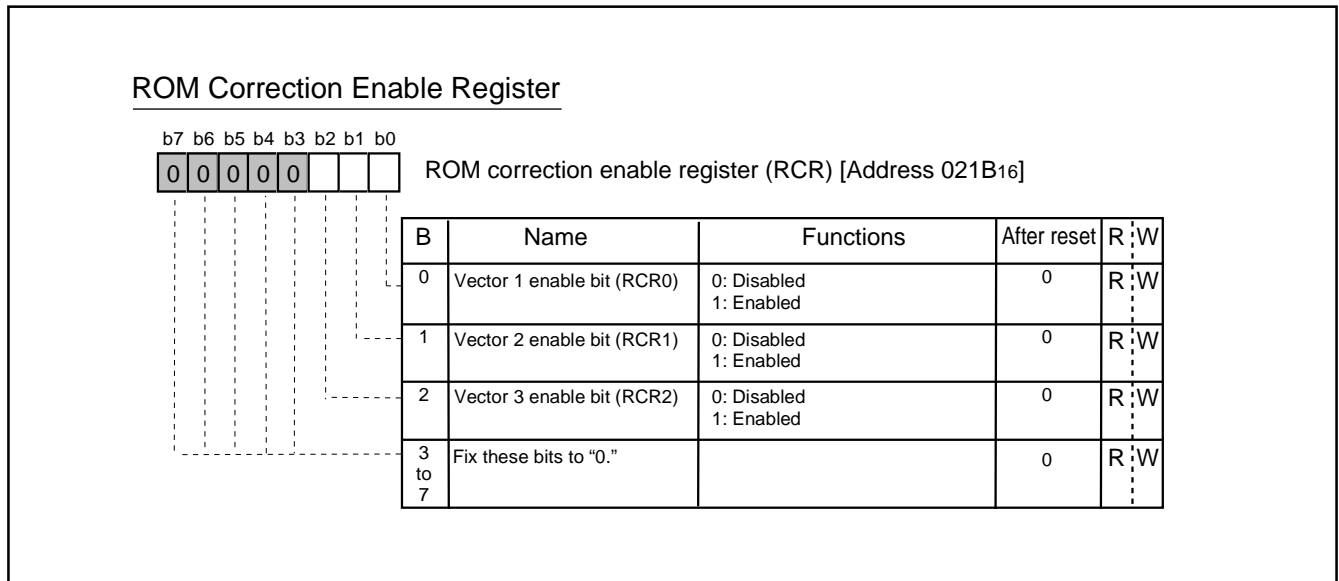 ROM Correction Enable Register
b7 b6 b5 b4 b3 b2 b1 b0
0 0 0 0 0
ROM correction enable register (RCR) [Address 021B16]
B Name Functions After reset R W
0 Vector 1 enable bit (RCR0) 0: Disabled 0 R W
1: Enabled
1 Vector 2 enable bit (RCR1) 0: Disabled 0 R W
1: Enabled
2 Vector 3 enable bit (RCR2) 0: Disabled 0 R W
1: Enabled
3 Fix these bits to “0.” 0 R W
to
7